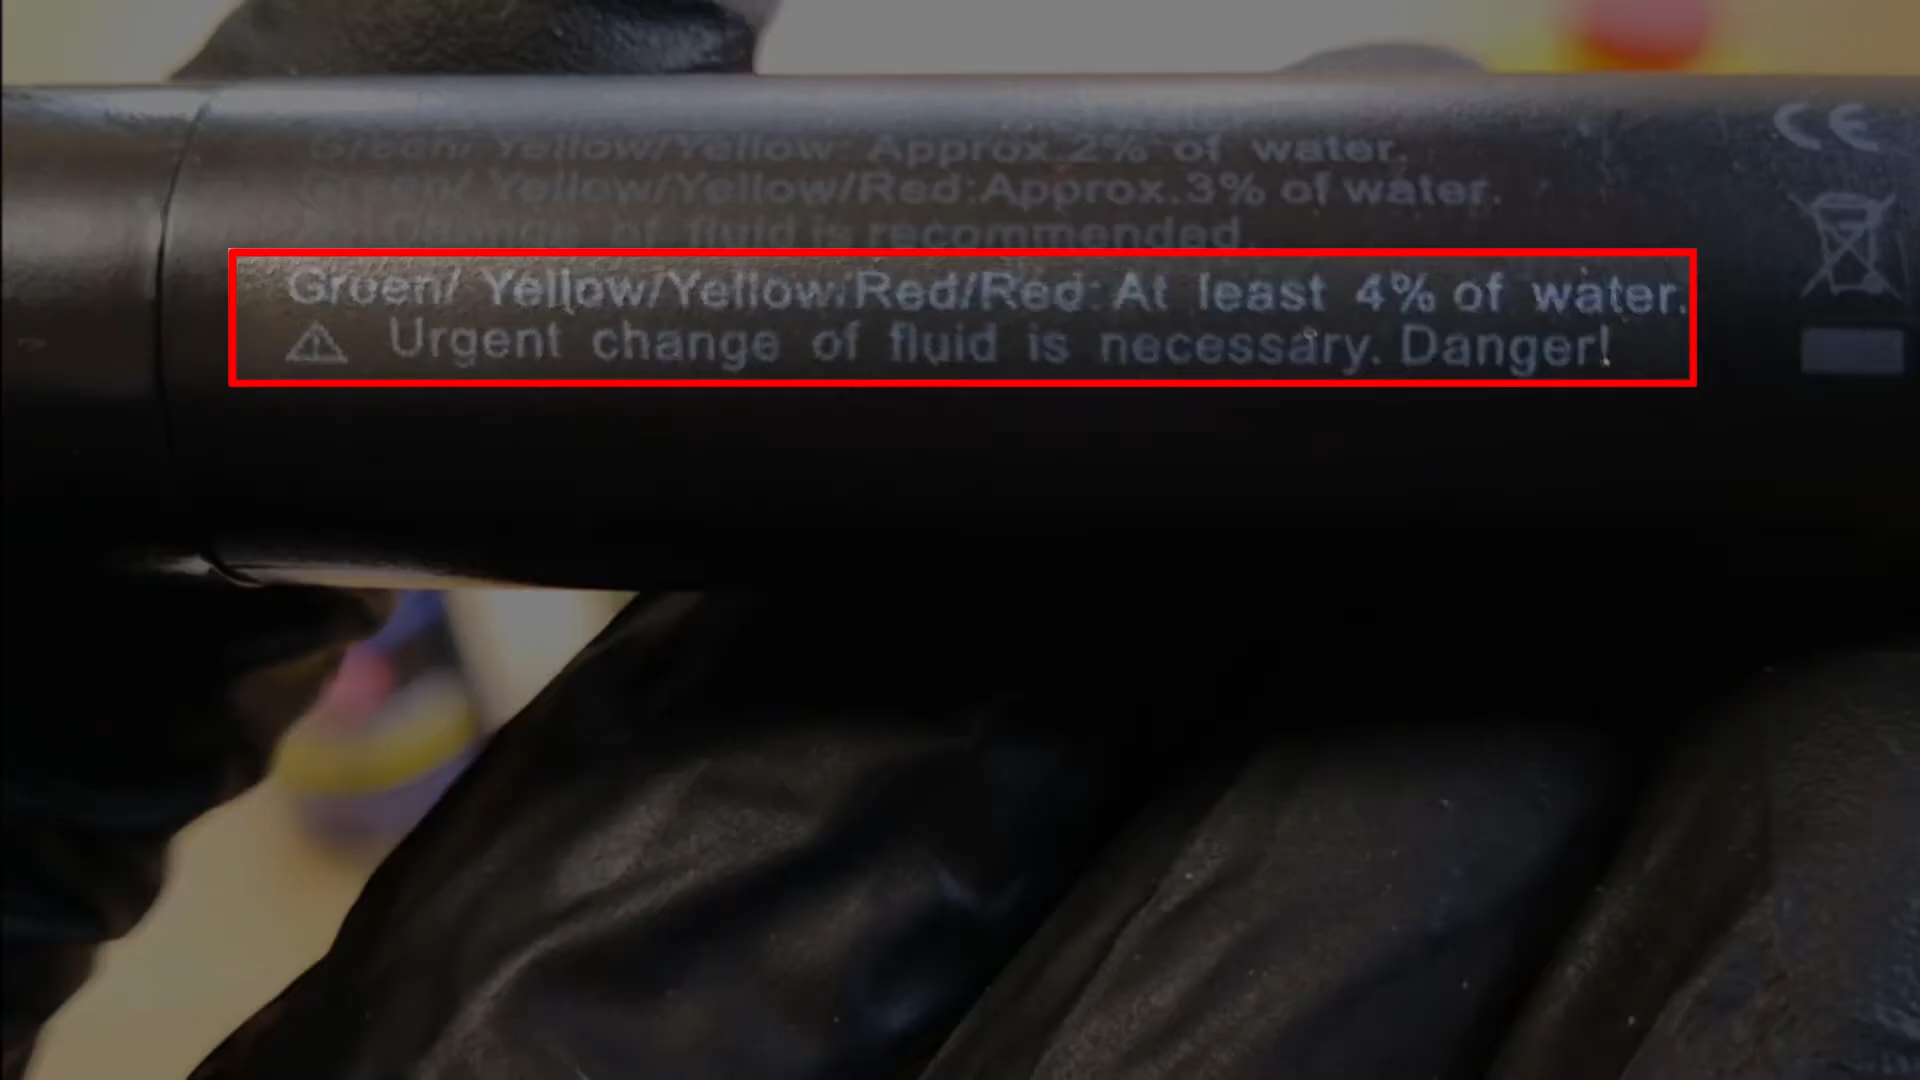 Green/ Yellow/Yellow: Approx.2% of water.
Green/ Yellow/Yellow/Red:Approx.3% of water.
Change of fluid is recommended.
Green/ Yellow/Yellow/Red/Red: At least 4% of water.
Urgent change of fluid is necessary. Danger!
CE